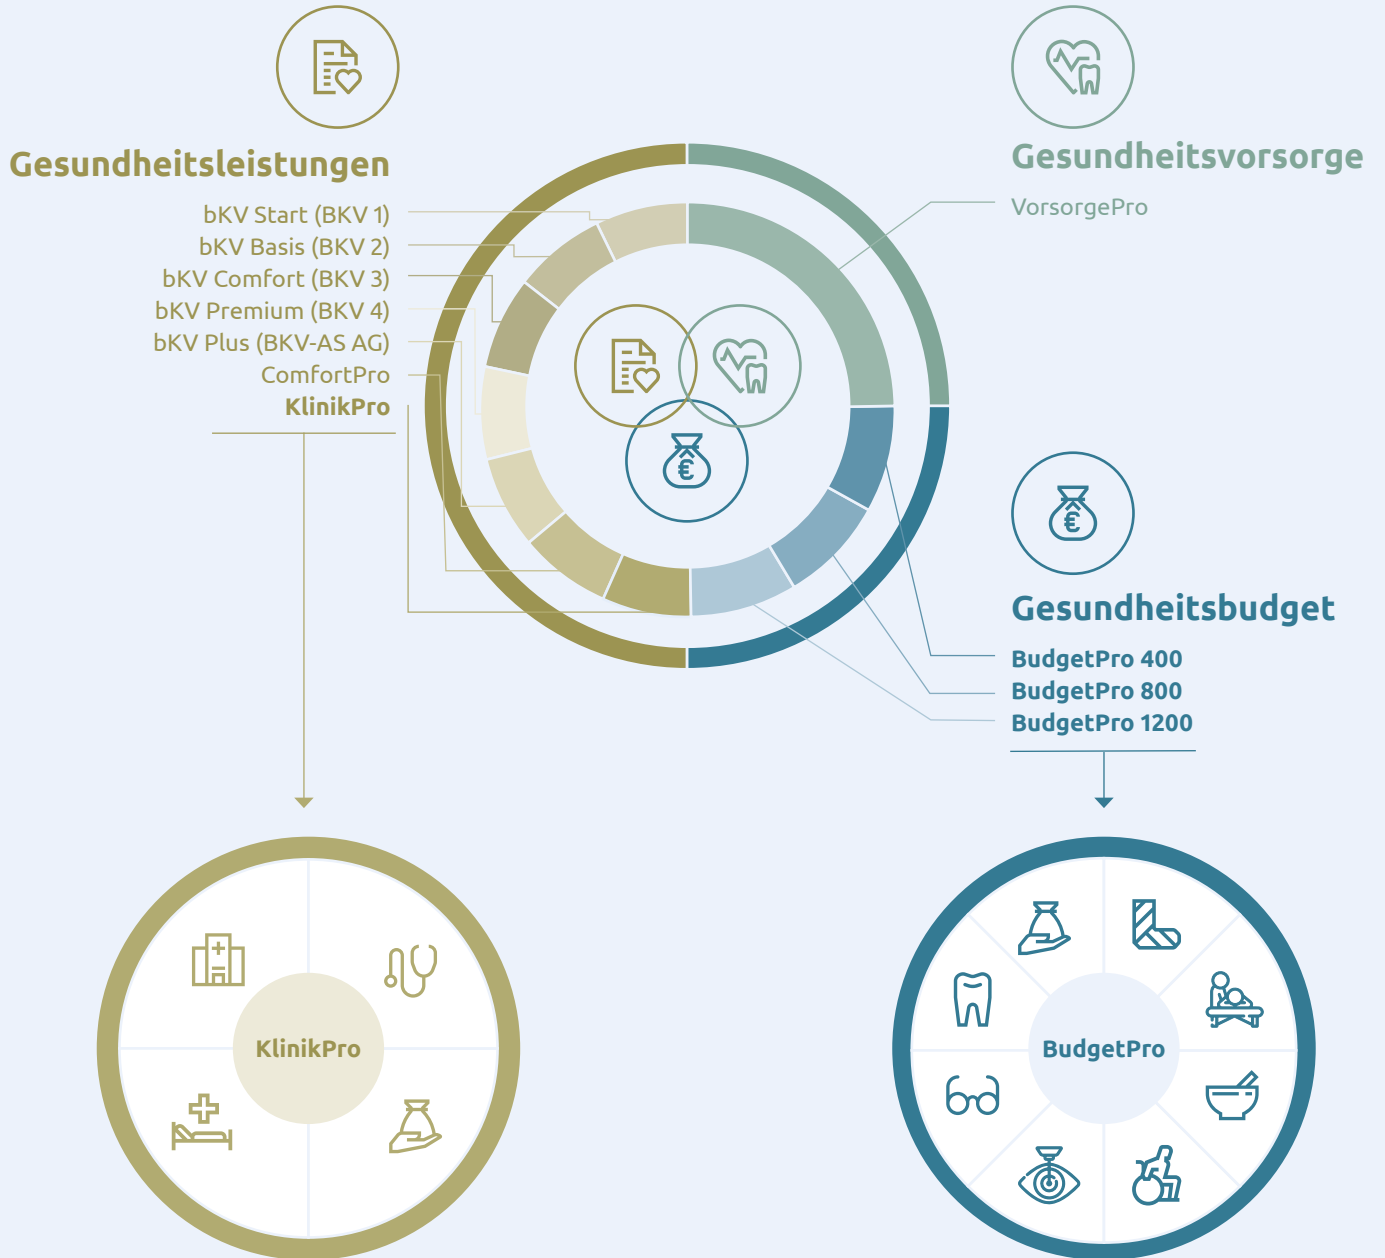 Gesundheitsleistungen
bKV Start (BKV 1)
bKV Basis (BKV 2)
bKV Comfort (BKV 3)
bKV Premium (BKV 4)
bKV Plus (BKV-AS AG)
ComfortPro
KlinikPro
Gesundheitsvorsorge
VorsorgePro
€
€
Gesundheitsbudget
BudgetPro 400
BudgetPro 800
BudgetPro 1200
KlinikPro
BudgetPro